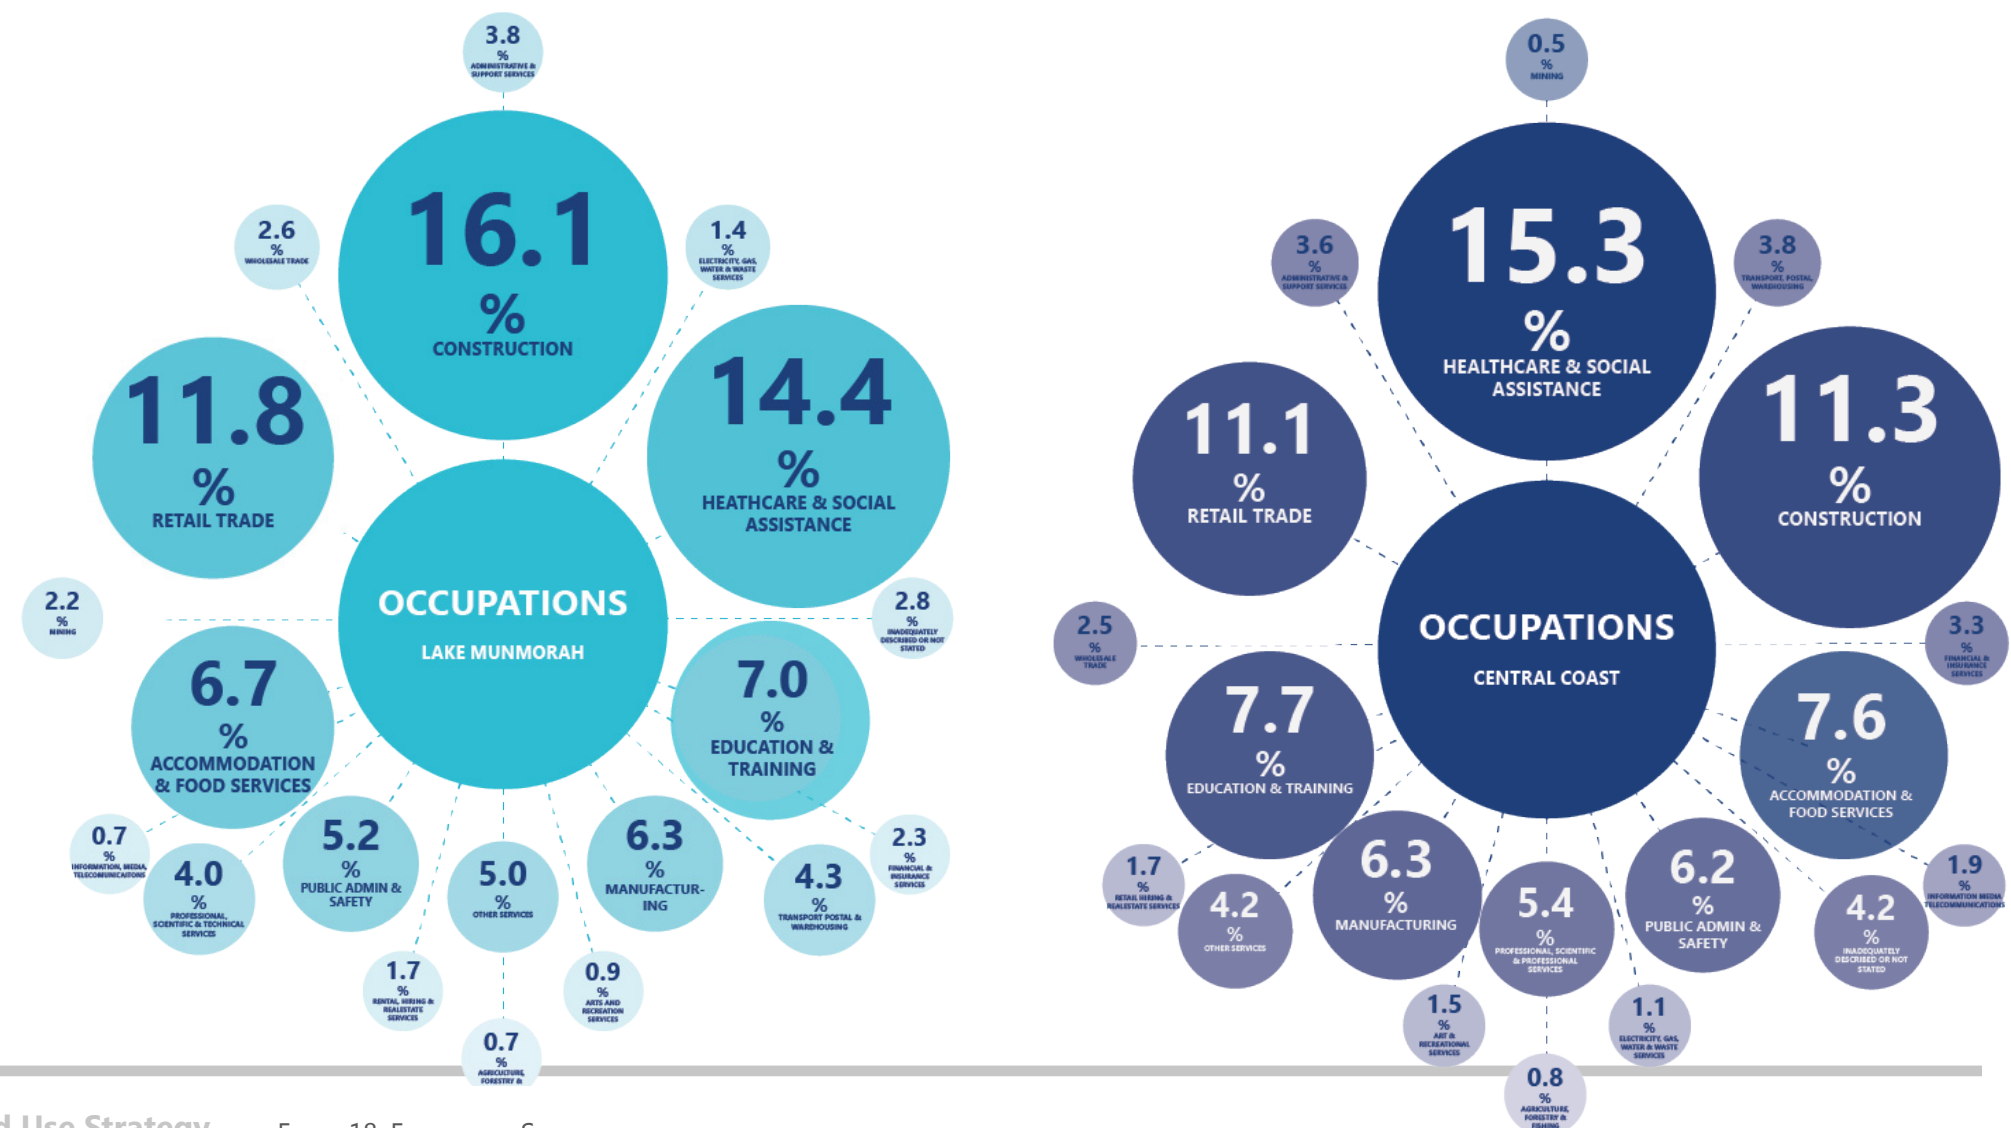 3.8
%
ADMINISTRATIVE &
SUPPORT SERVICES
16.1
%
CONSTRUCTION
2.6
%
WHOLESALE TRADE
1.4
%
ELECTRICITY, GAS,
WATER & WASTE
SERVICES
11.8
%
RETAIL TRADE
14.4
%
HEATHCARE & SOCIAL
ASSISTANCE
2.2
%
MINING
OCCUPATIONS
LAKE MUNMORAH
2.8
%
INADEQUATELY
DESCRIBED OR NOT
STATED
6.7
%
ACCOMMODATION
& FOOD SERVICES
7.0
%
EDUCATION &
TRAINING
0.7
%
INFORMATION, MEDIA,
TELECOMMUNICAITONS
4.0
%
PROFESSIONAL,
SCIENTIFIC & TECHNICAL
SERVICES
5.2
%
PUBLIC ADMIN &
SAFETY
5.0
%
OTHER SERVICES
6.3
%
MANUFACTUR-
ING
4.3
%
TRANSPORT POSTAL &
WAREHOUSING
2.3
%
FINANCIAL &
INSURANCE
SERVICES
1.7
%
RENTAL, HIRING &
REALESTATE
SERVICES
0.9
%
ARTS AND
RECREATION
SERVICES
0.7
%
AGRICULTURE,
FORESTRY &
0.5
%
MINING
15.3
%
HEALTHCARE & SOCIAL
ASSISTANCE
3.6
%
ADMINISTRATIVE &
SUPPORT SERVICES
3.8
%
TRANSPORT, POSTAL,
WAREHOUSING
11.1
%
RETAIL TRADE
11.3
%
CONSTRUCTION
2.5
%
WHOLESALE
TRADE
OCCUPATIONS
CENTRAL COAST
3.3
%
FINANCIAL &
INSURANCE
SERVICES
7.7
%
EDUCATION & TRAINING
7.6
%
ACCOMMODATION &
FOOD SERVICES
1.7
%
RETAIL HIRING &
REALESTATE SERVICES
4.2
%
OTHER SERVICES
6.3
%
MANUFACTURING
5.4
%
PROFESSIONAL, SCIENTIFIC
& PROFESSIONAL
SERVICES
6.2
%
PUBLIC ADMIN &
SAFETY
4.2
%
INADEQUATELY
DESCRIBED OR NOT
STATED
1.9
%
INFORMATION MEDIA
TELECOMMUNICATIONS
1.5
%
ART &
RECREATIONAL
SERVICES
1.1
%
ELECTRICITY, GAS,
WATER & WASTE
SERVICES
0.8
%
AGRICULTURE,
FORESTRY &
FISHING
Use Strategy